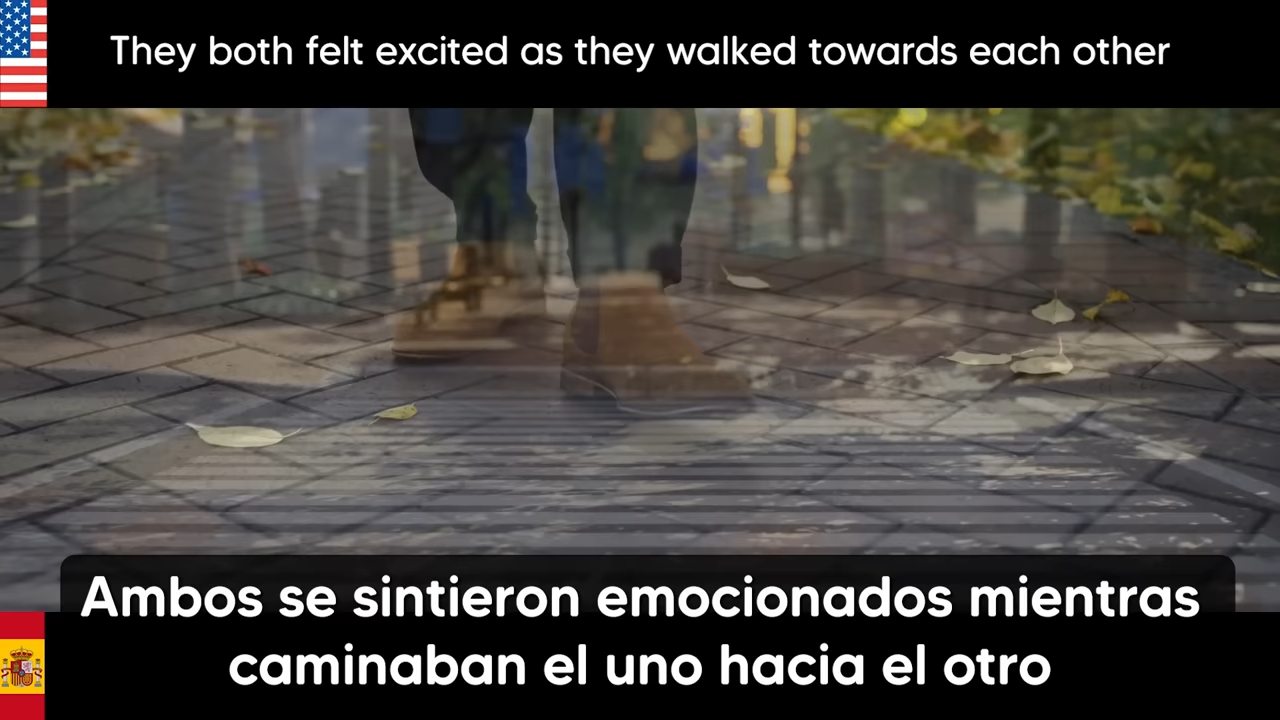 They both felt excited as they walked towards each other
Ambos se sintieron emocionados mientras
caminaban el uno hacia el otro